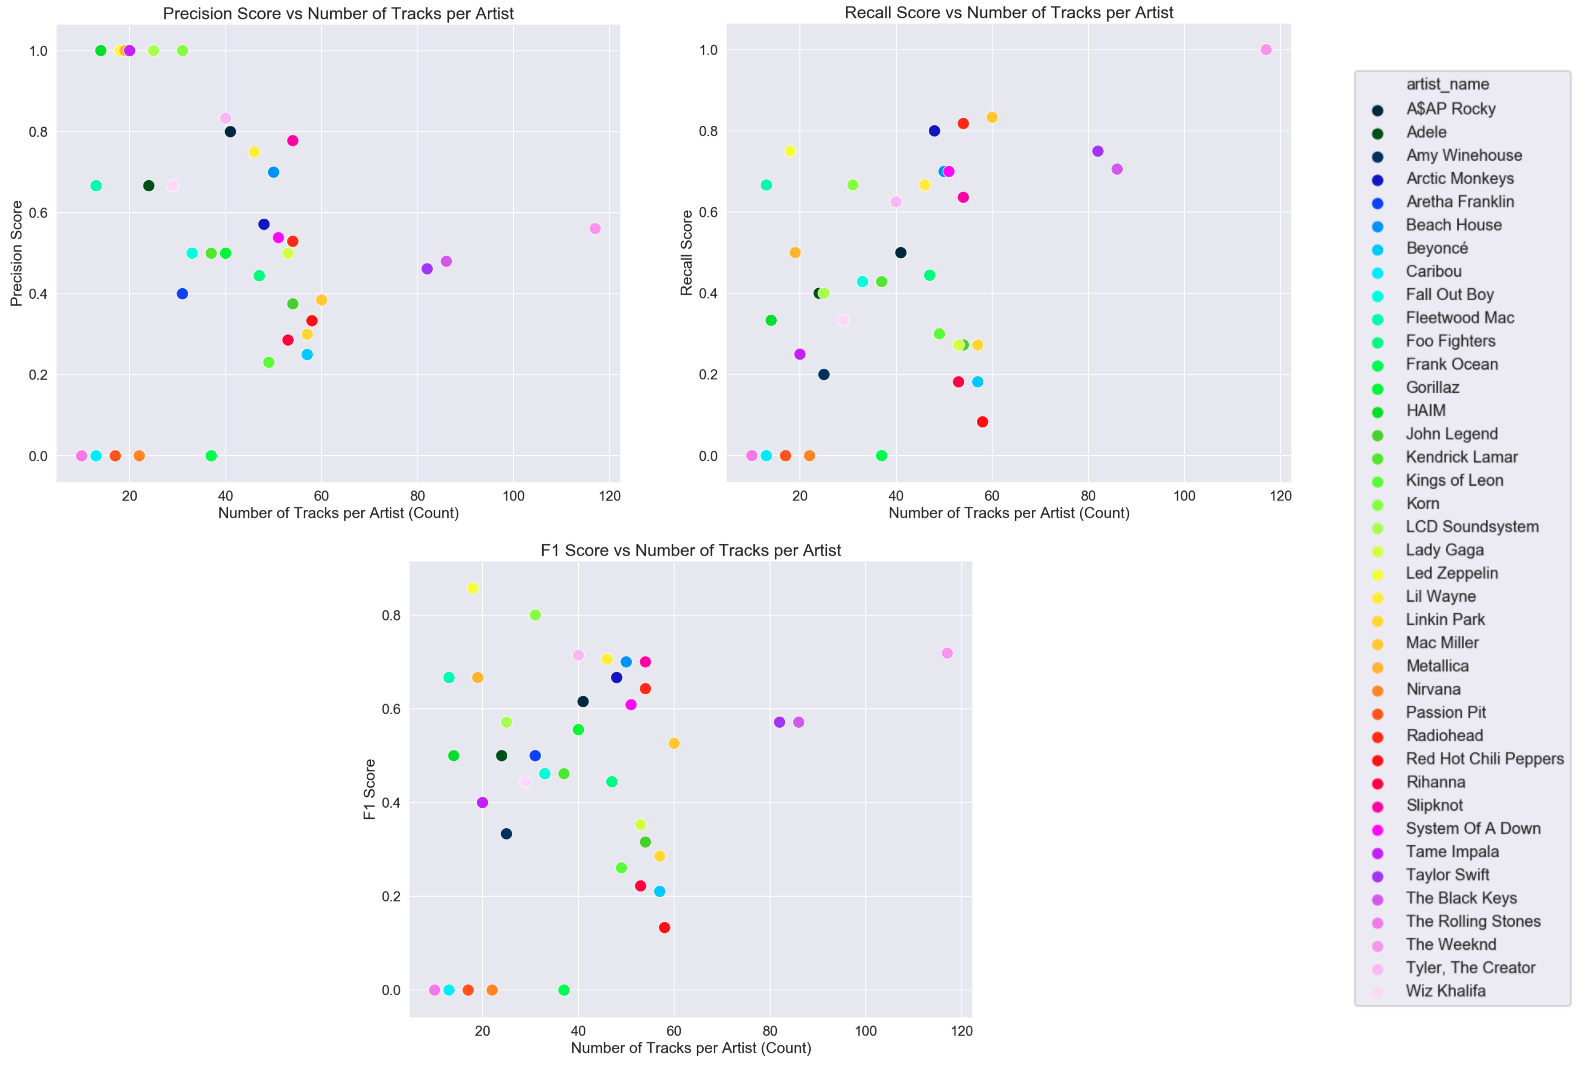 Precision Score vs Number of Tracks per Artist
1.0
0.8
0.6
0.4
0.2
0.0
Precision Score
20 40 60 80 100 120
Number of Tracks per Artist (Count)
Recall Score vs Number of Tracks per Artist
1.0
0.8
0.6
0.4
0.2
0.0
Recall Score
20 40 60 80 100 120
Number of Tracks per Artist (Count)
F1 Score vs Number of Tracks per Artist
0.8
0.6
0.4
0.2
0.0
F1 Score
20 40 60 80 100 120
Number of Tracks per Artist (Count)
artist_name
A$AP Rocky
Adele
Amy Winehouse
Arctic Monkeys
Aretha Franklin
Beach House
Beyoncé
Caribou
Fall Out Boy
Fleetwood Mac
Foo Fighters
Frank Ocean
Gorillaz
HAIM
John Legend
Kendrick Lamar
Kings of Leon
Korn
LCD Soundsystem
Lady Gaga
Led Zeppelin
Lil Wayne
Linkin Park
Mac Miller
Metallica
Nirvana
Passion Pit
Radiohead
Red Hot Chili Peppers
Rihanna
Slipknot
System Of A Down
Tame Impala
Taylor Swift
The Black Keys
The Rolling Stones
The Weeknd
Tyler, The Creator
Wiz Khalifa